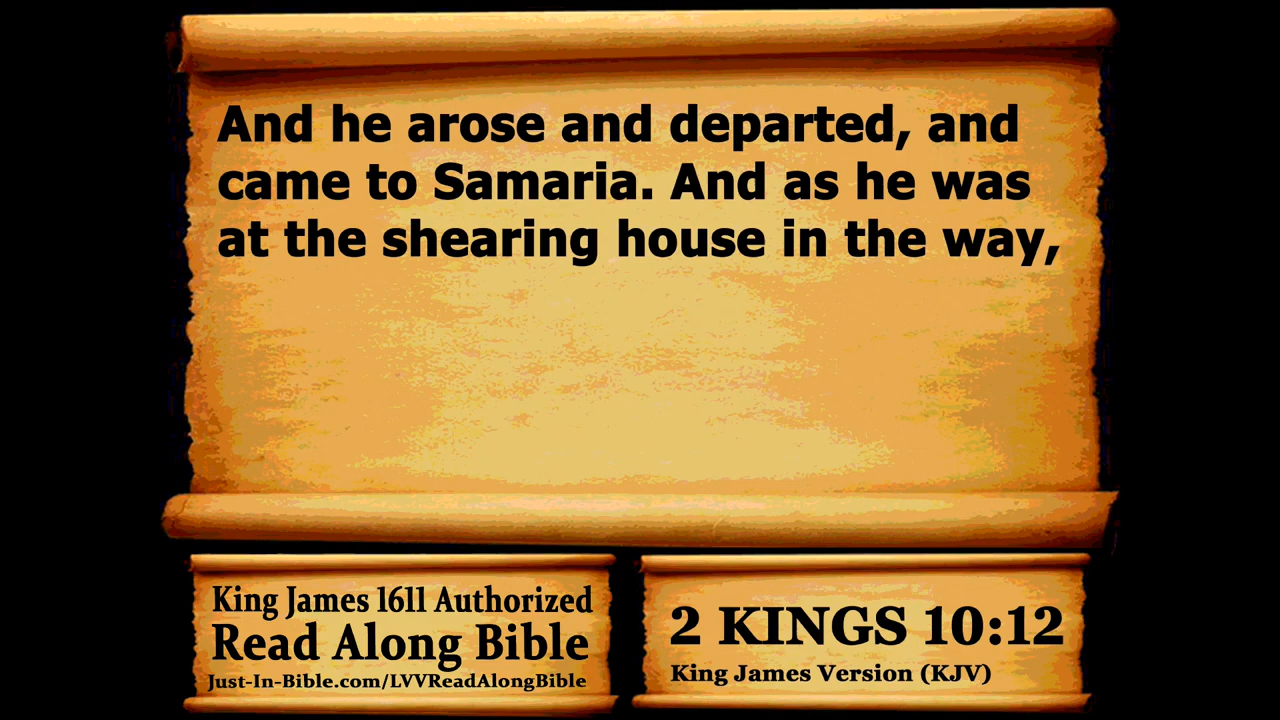 And he arose and departed, and
came to Samaria. And as he was
at the shearing house in the way,
King James 1611 Authorized
Read Along Bible
Just-In-Bible.com/LVVReadAlongBible
2 KINGS 10:12
King James Version (KJV)